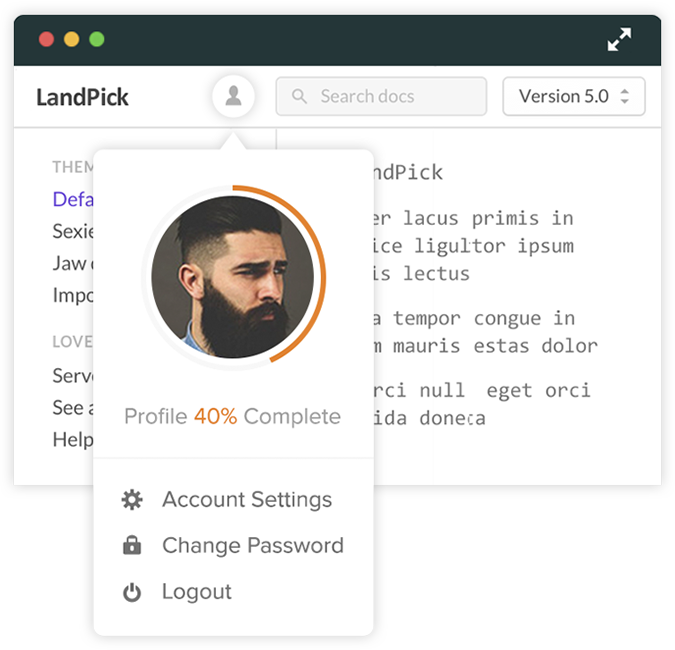 LandPick
Search docs
Version 5.0
Profile 40% Complete
Account Settings
Change Password
Logout
ndPick
er lacus primis in
ice ligultor ipsum
is lectus
a tempor congue in
m mauris estas dolor
rci null eget orci
ida doneca
THEM
Defa
Sexie
Jaw
Impo
LOVE
Serv
See a
Help